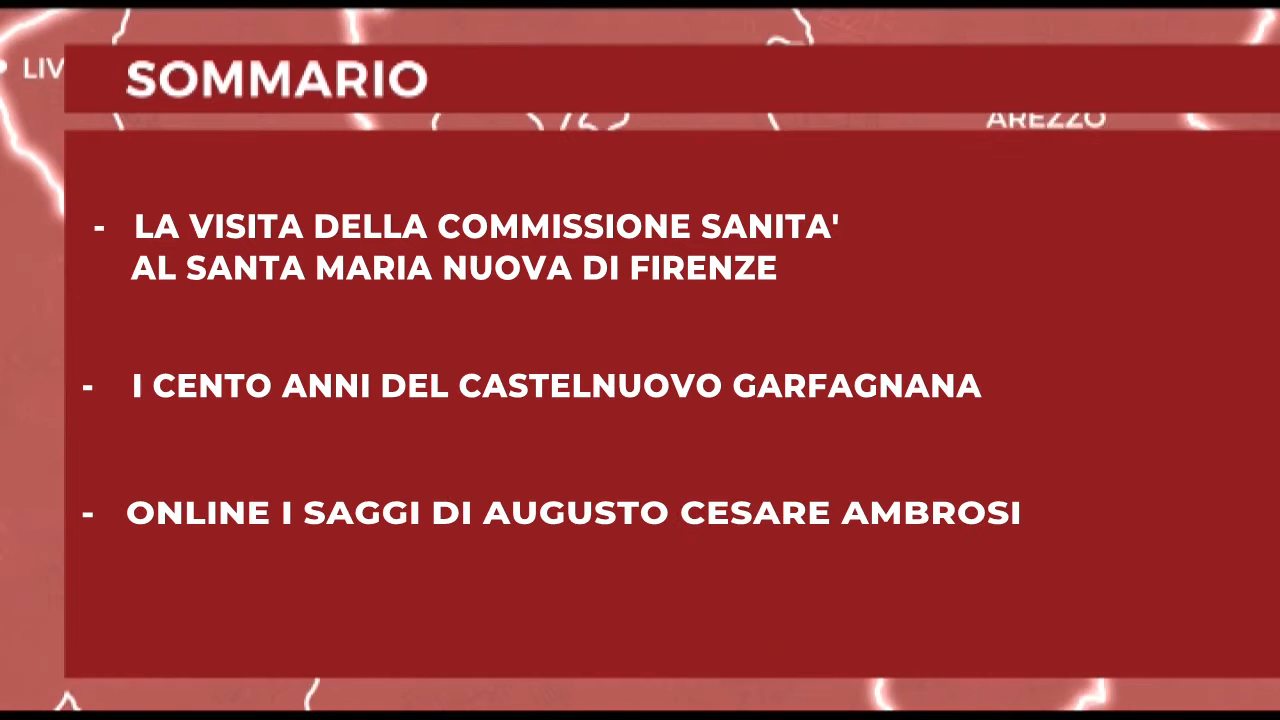 LIV
SOMMARIO
AREZZO
- LA VISITA DELLA COMMISSIONE SANITA'
AL SANTA MARIA NUOVA DI FIRENZE
- I CENTO ANNI DEL CASTELNUOVO GARFAGNANA
- ONLINE I SAGGI DI AUGUSTO CESARE AMBROSI